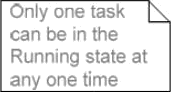 Only one task
can be in the
Running state at
any one time